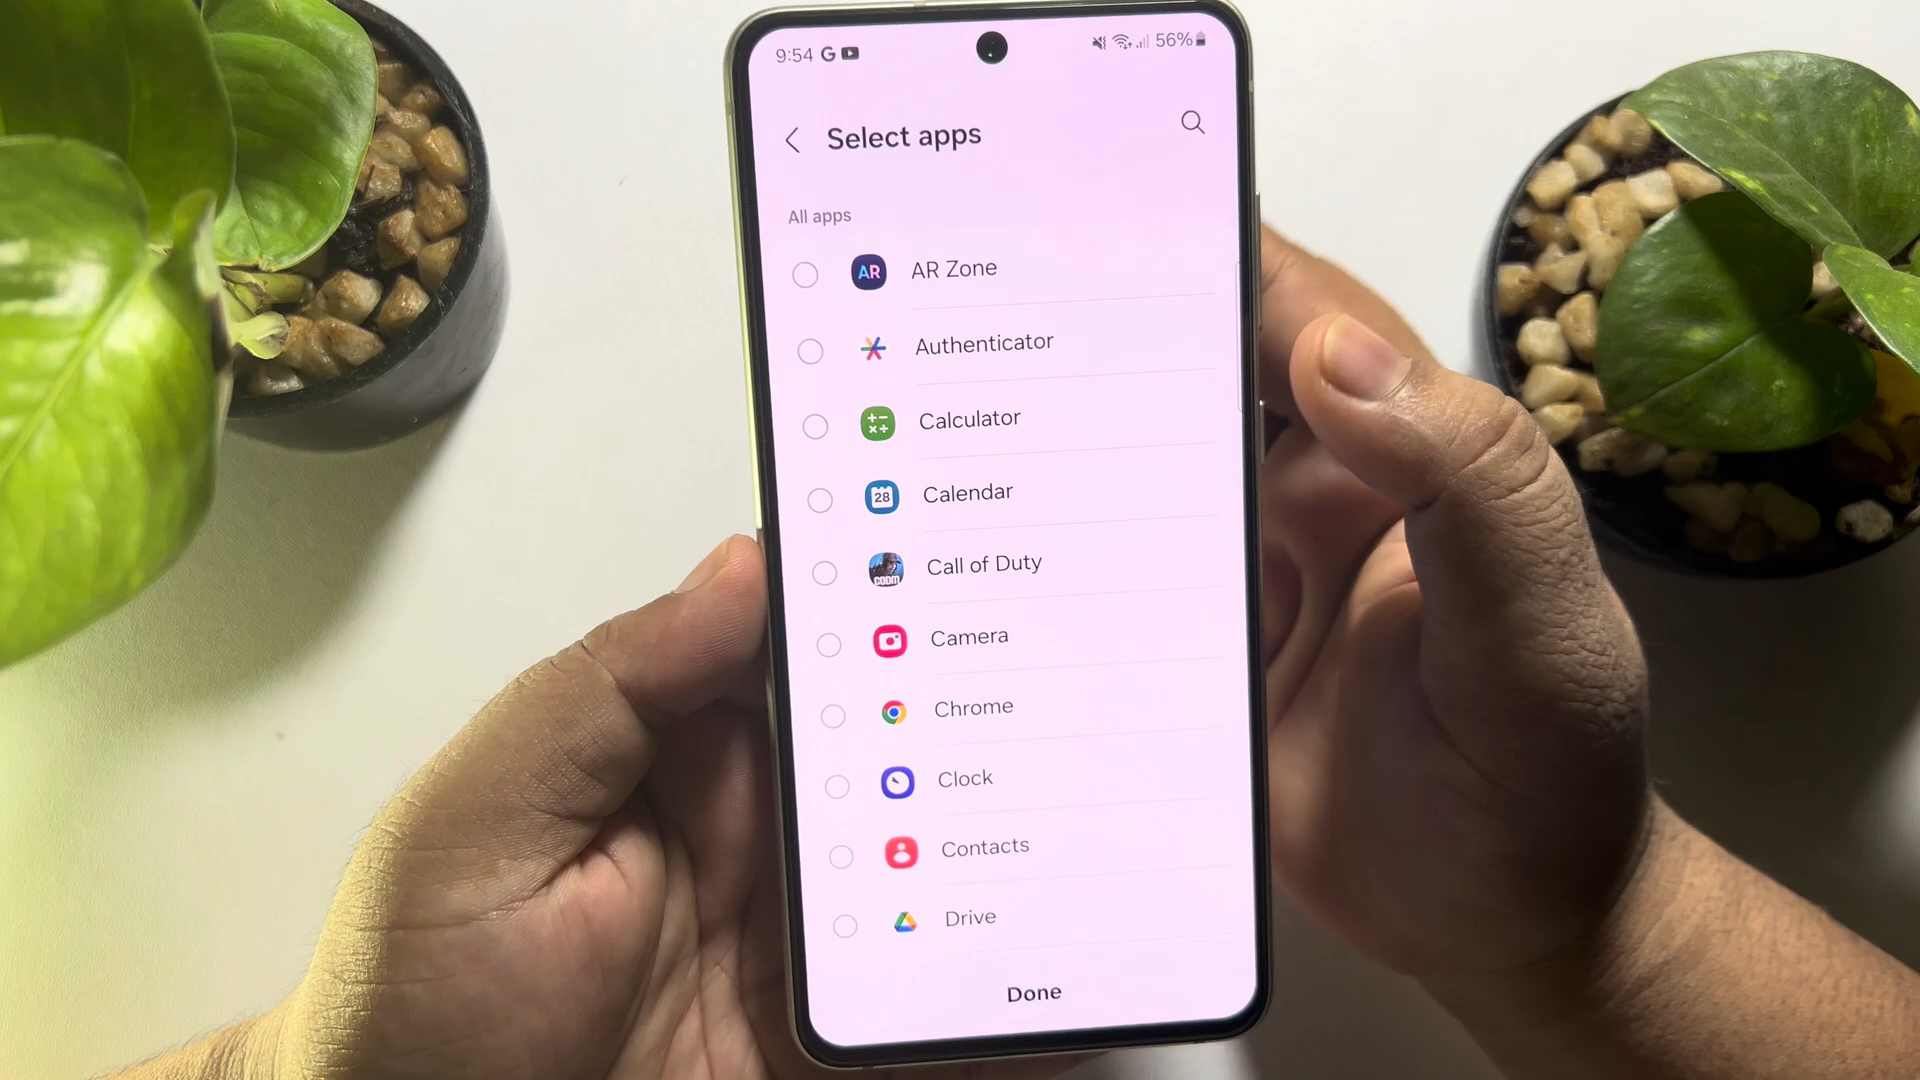 9:54 G 56%
Select apps
All apps
AR AR Zone
Authenticator
Calculator
28 Calendar
CODM Call of Duty
Camera
Chrome
Clock
Contacts
Drive
Done